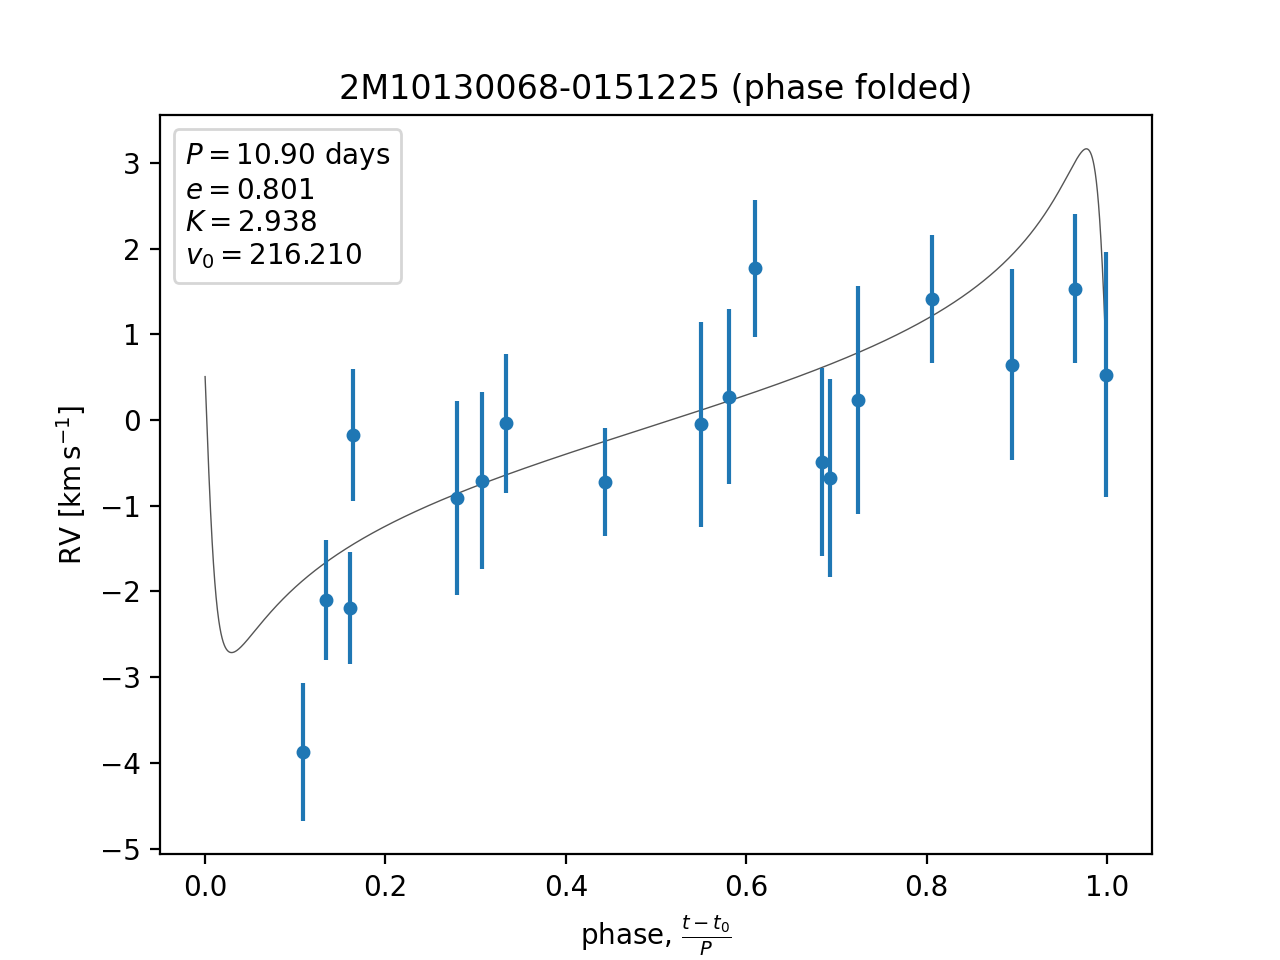 2M10130068-0151225 (phase folded)
P = 10.90 days
e = 0.801
K = 2.938
v₀ = 216.210
3
2
1
0
−1
−2
−3
−4
−5
RV [km s⁻¹]
0.0 0.2 0.4 0.6 0.8 1.0
phase, (t − t₀)/P